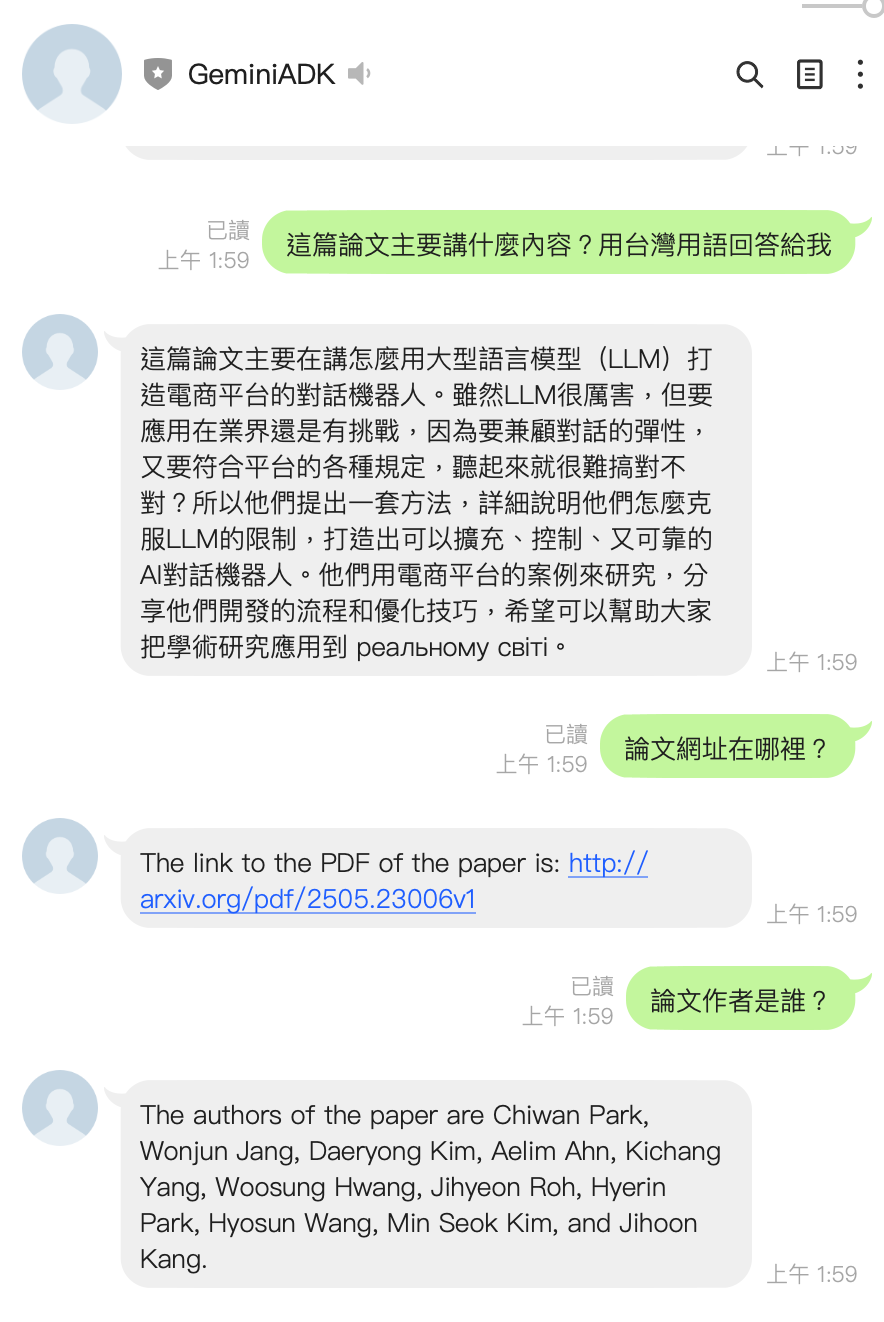 GeminiADK
上午 1:59
已讀
上午 1:59
這篇論文主要講什麼內容？用台灣用語回答給我
這篇論文主要在講怎麼用大型語言模型（LLM）打
造電商平台的對話機器人。雖然LLM很厲害，但要
應用在業界還是有挑戰，因為要兼顧對話的彈性，
又要符合平台的各種規定，聽起來就很難搞對不
對？所以他們提出一套方法，詳細說明他們怎麼克
服LLM的限制，打造出可以擴充、控制、又可靠的
AI對話機器人。他們用電商平台的案例來研究，分
享他們開發的流程和優化技巧，希望可以幫助大家
把學術研究應用到 реальному світі。
上午 1:59
已讀
上午 1:59
論文網址在哪裡？
The link to the PDF of the paper is: http://
arxiv.org/pdf/2505.23006v1
上午 1:59
已讀
上午 1:59
論文作者是誰？
The authors of the paper are Chiwan Park,
Wonjun Jang, Daeryong Kim, Aelim Ahn, Kichang
Yang, Woosung Hwang, Jihyeon Roh, Hyerin
Park, Hyosun Wang, Min Seok Kim, and Jihoon
Kang.
上午 1:59